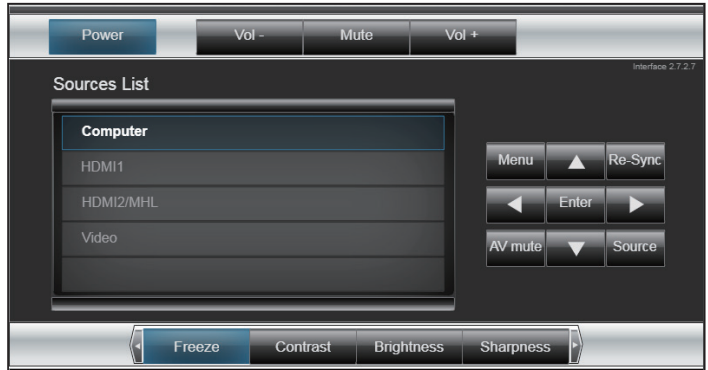 Power Vol - Mute Vol +
Interface 2.7.2.7
Sources List
Computer
HDMI1
HDMI2/MHL
Video
Menu Re-Sync
Enter
AV mute Source
Freeze Contrast Brightness Sharpness